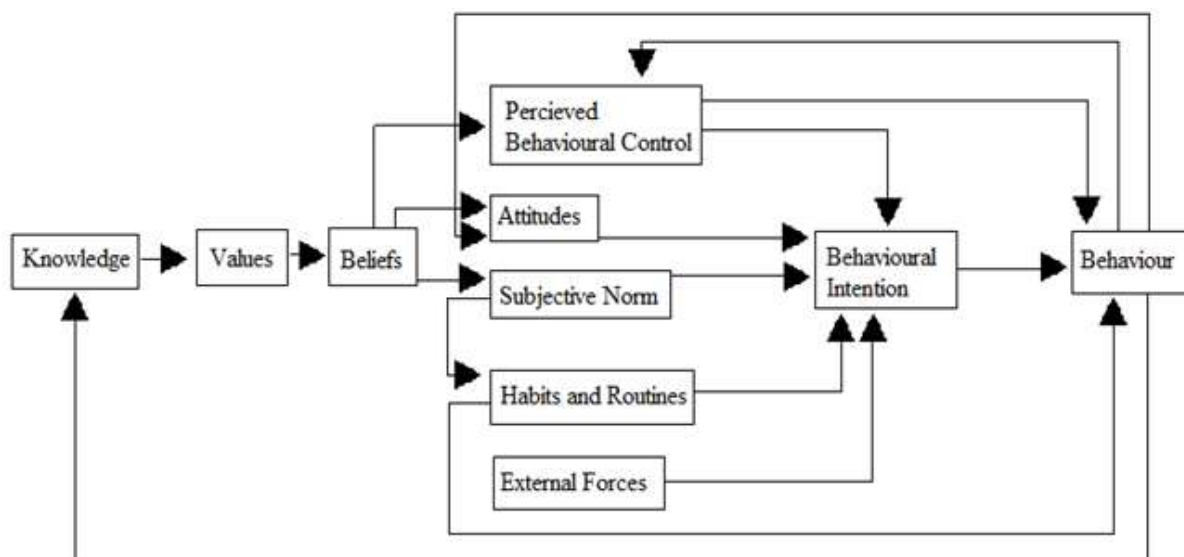 Percieved
Behavioural Control
Attitudes
Knowledge
Values
Beliefs
Subjective Norm
Behavioural
Intention
Behaviour
Habits and Routines
External Forces